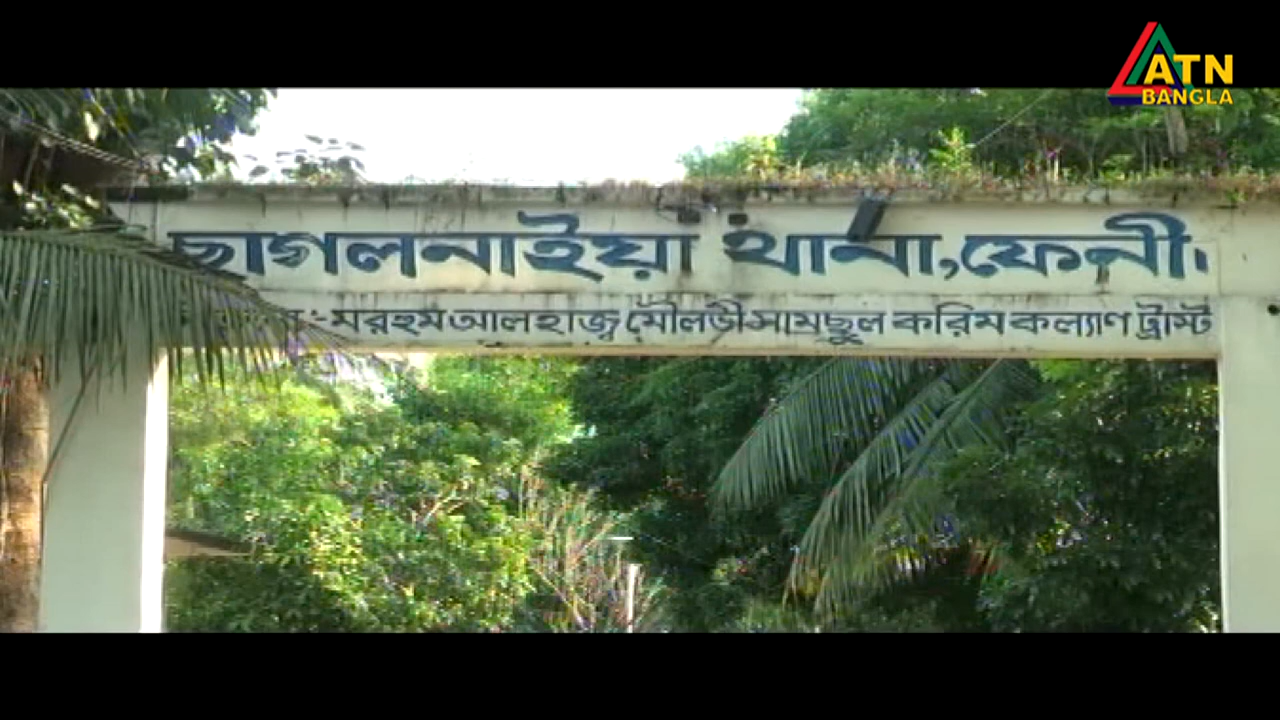 ATN
BANGLA
ছাগলনাইয়া থানা, ফেনী।
:- মরহুম আলহাজ্ব মৌলভী সামছুল করিম কল্যাণ ট্রাস্ট